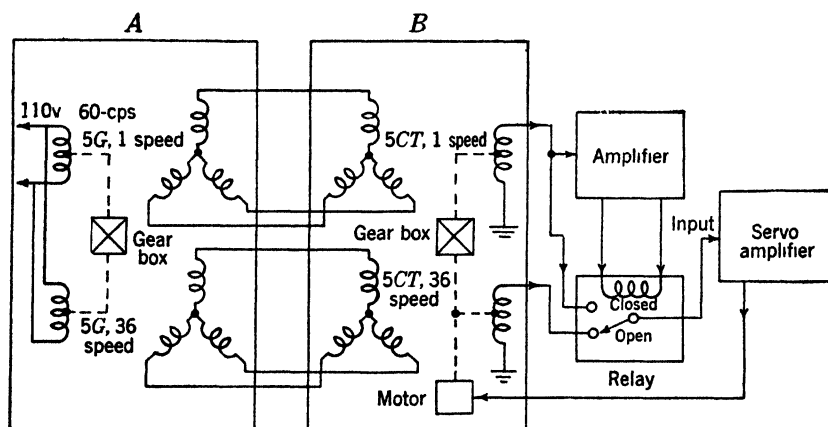 A
B
110v 60-cps
5G, 1 speed
5CT, 1 speed
Amplifier
Gear
box
Gear box
Input
Servo
amplifier
5CT, 36
speed
Closed
Open
5G, 36
speed
Relay
Motor